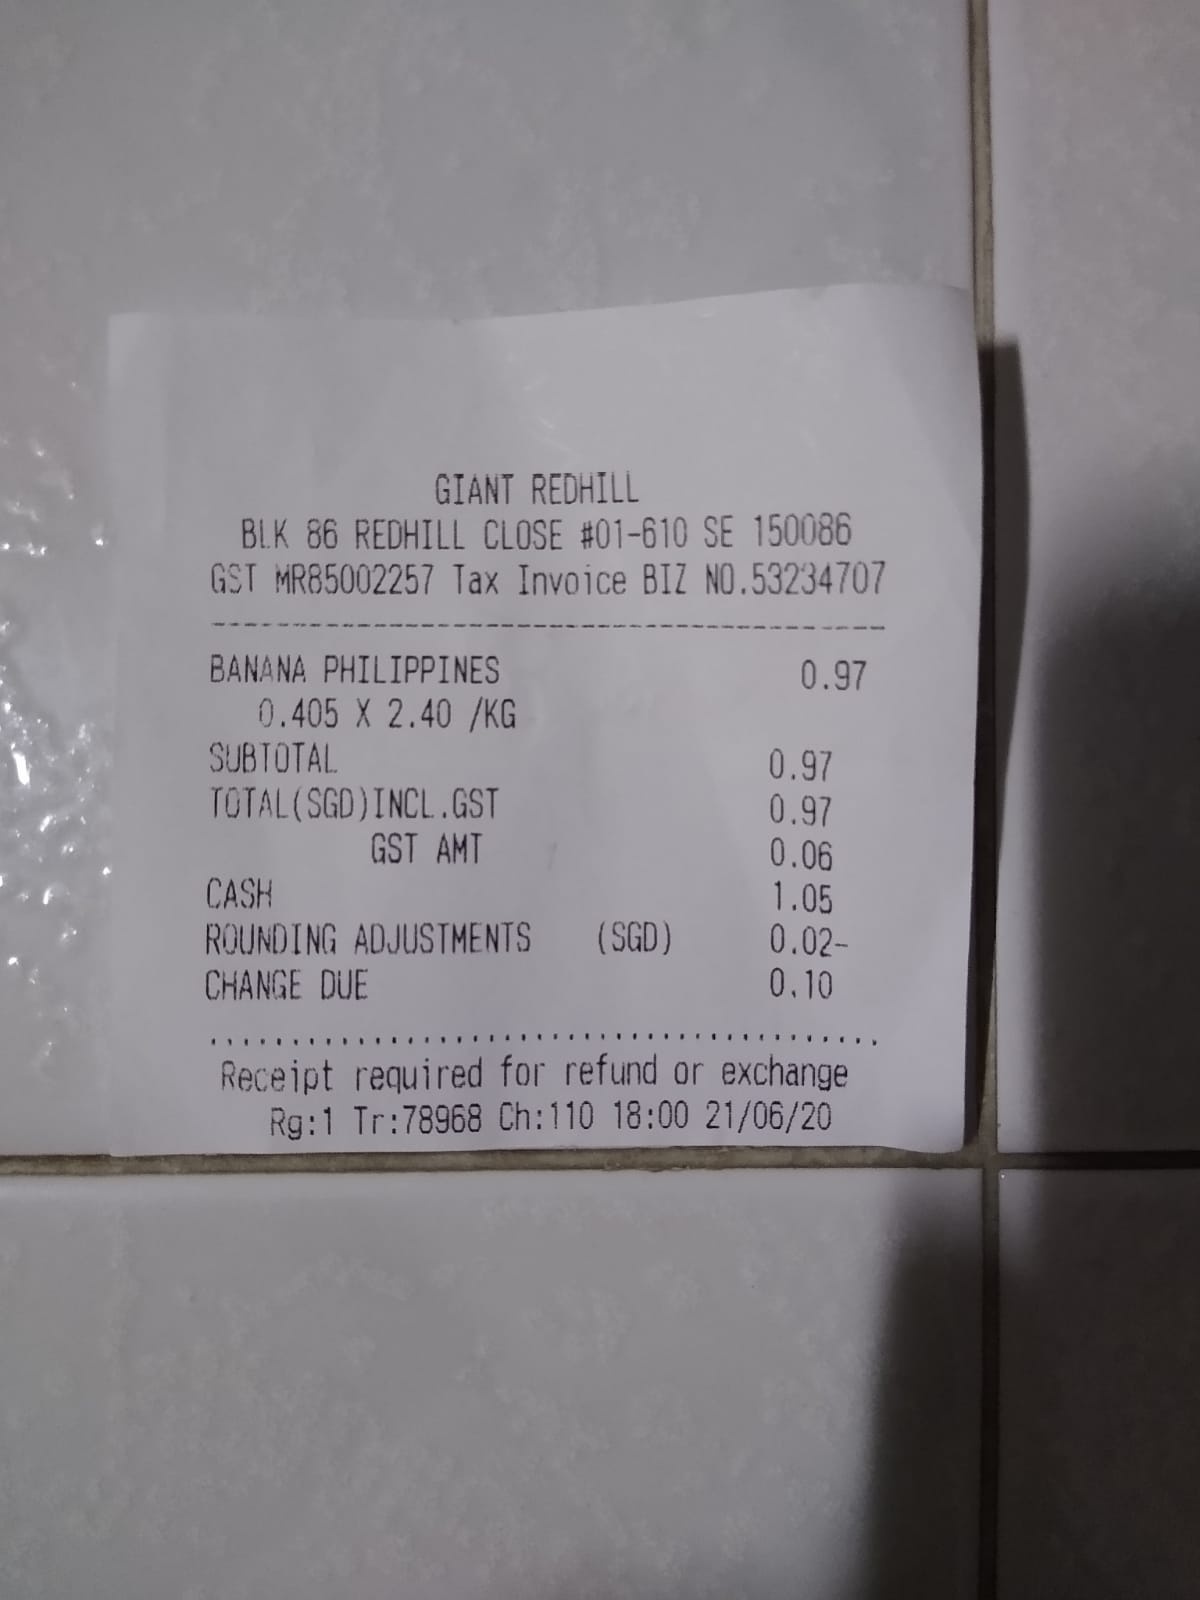 GIANT REDHILL
BLK 86 REDHILL CLOSE #01-610 SE 150086
GST MR85002257 Tax Invoice BIZ NO.53234707
------------------------------------------
BANANA PHILIPPINES 0.97
0.405 X 2.40 /KG
SUBTOTAL 0.97
TOTAL(SGD)INCL.GST 0.97
GST AMT 0.06
CASH 1.05
ROUNDING ADJUSTMENTS (SGD) 0.02-
CHANGE DUE 0.10
..........................................
Receipt required for refund or exchange
Rg:1 Tr:78968 Ch:110 18:00 21/06/20